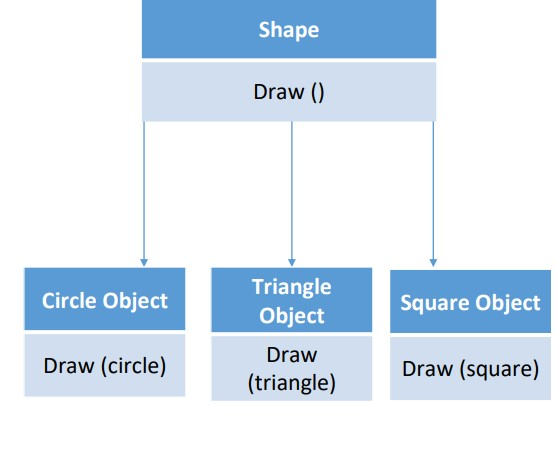 Shape
Draw ()
Circle Object
Triangle
Object
Square Object
Draw (circle)
Draw
(triangle)
Draw (square)